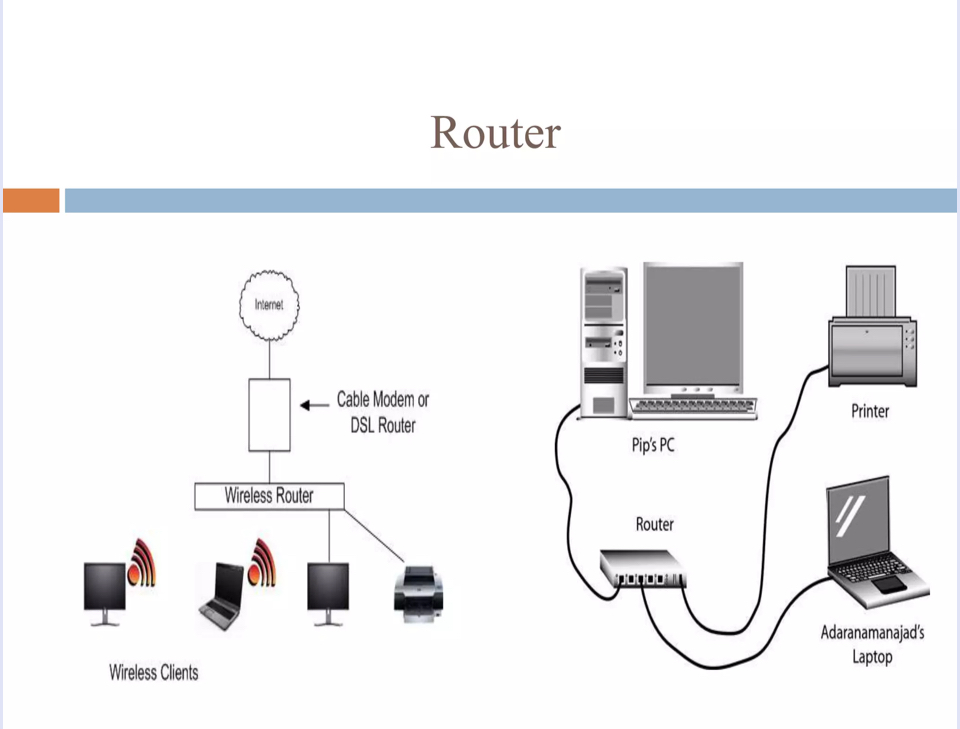 Router
Internet
Cable Modem or
DSL Router
Wireless Router
Wireless Clients
Pip's PC
Printer
Router
Adaranamanajad's
Laptop